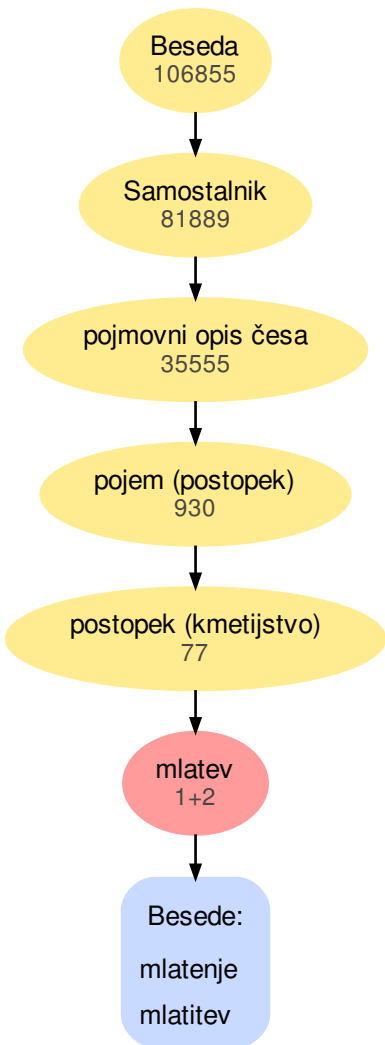 Beseda
106855
Samostalnik
81889
pojmovni opis česa
35555
pojem (postopek)
930
postopek (kmetijstvo)
77
mlatev
1+2
Besede:
mlatenje
mlatitev